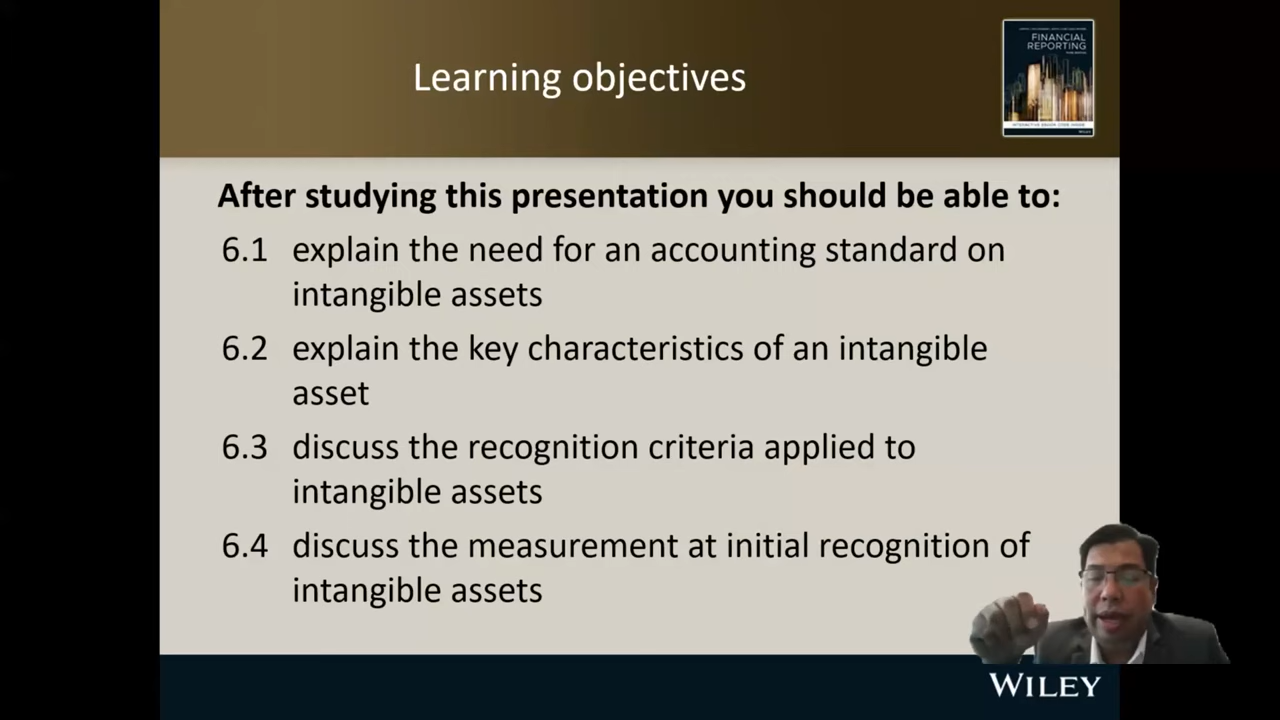 Learning objectives
FINANCIAL
REPORTING
After studying this presentation you should be able to:
6.1 explain the need for an accounting standard on
intangible assets
6.2 explain the key characteristics of an intangible
asset
6.3 discuss the recognition criteria applied to
intangible assets
6.4 discuss the measurement at initial recognition of
intangible assets
WILEY